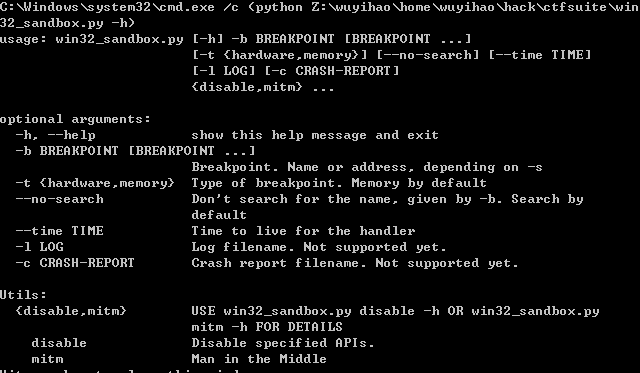 C:\Windows\system32\cmd.exe /c (python Z:\wuyihao\home\wuyihao\hack\ctfsuite\win
32_sandbox.py -h)
usage: win32_sandbox.py [-h] -b BREAKPOINT [BREAKPOINT ...]
[-t {hardware,memory}] [--no-search] [--time TIME]
[-l LOG] [-c CRASH-REPORT]
{disable,mitm} ...
optional arguments:
-h, --help show this help message and exit
-b BREAKPOINT [BREAKPOINT ...]
Breakpoint. Name or address, depending on -s
-t {hardware,memory} Type of breakpoint. Memory by default
--no-search Don't search for the name, given by -b. Search by
default
--time TIME Time to live for the handler
-l LOG Log filename. Not supported yet.
-c CRASH-REPORT Crash report filename. Not supported yet.
Utils:
{disable,mitm} USE win32_sandbox.py disable -h OR win32_sandbox.py
mitm -h FOR DETAILS
disable Disable specified APIs.
mitm Man in the Middle